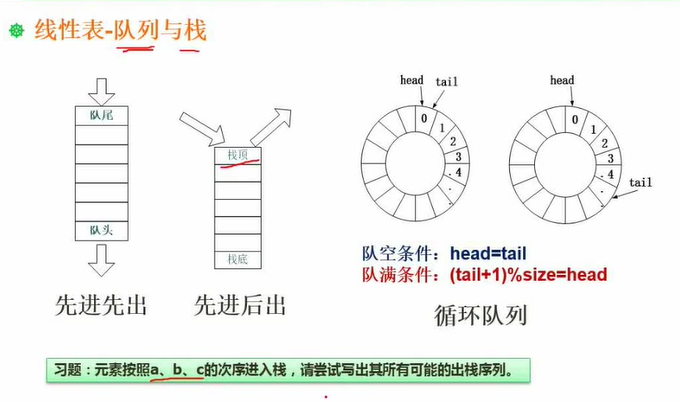 线性表-队列与栈
队尾
队头
先进先出
栈顶
栈底
先进后出
head
tail
0
1
2
3
4
.
.
head
0
1
2
3
4
.
.
tail
队空条件：head=tail
队满条件：(tail+1)%size=head
循环队列
习题：元素按照a、b、c的次序进入栈，请尝试写出其所有可能的出栈序列。